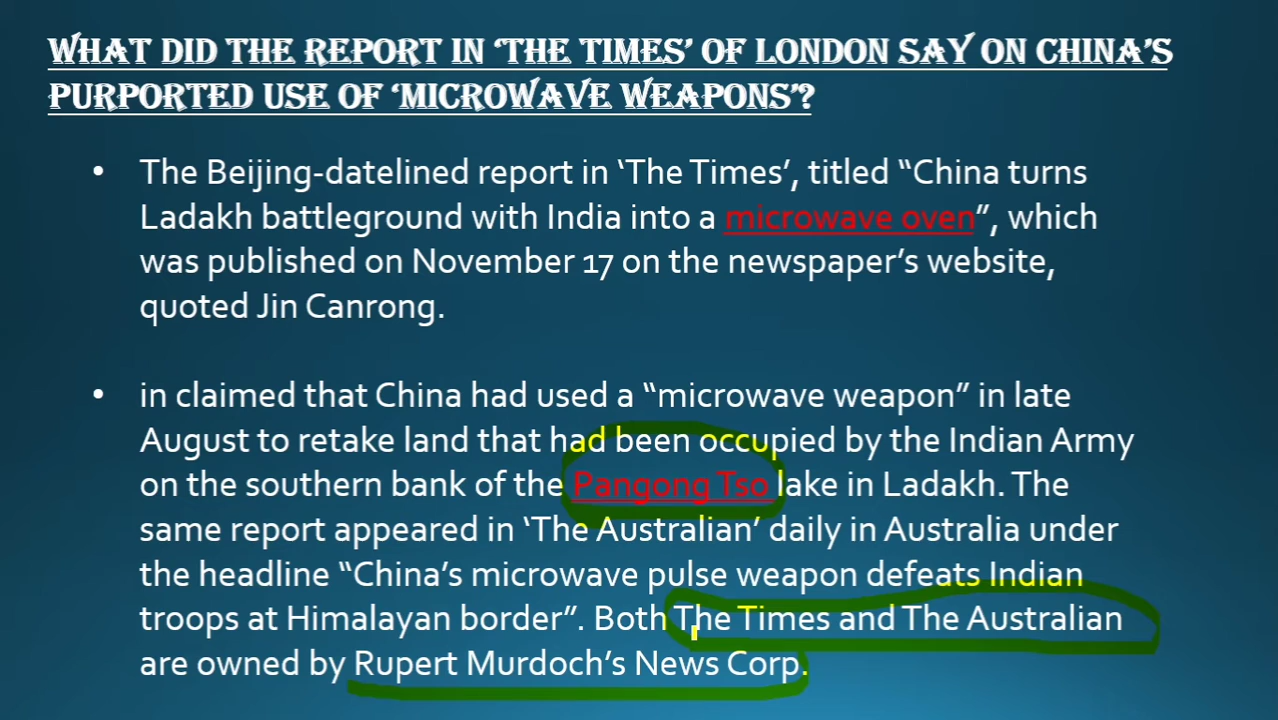 WHAT DID THE REPORT IN ‘THE TIMES’ OF LONDON SAY ON CHINA’S
PURPORTED USE OF ‘MICROWAVE WEAPONS’?
• The Beijing-datelined report in ‘The Times’, titled “China turns
Ladakh battleground with India into a microwave oven”, which
was published on November 17 on the newspaper’s website,
quoted Jin Canrong.
• in claimed that China had used a “microwave weapon” in late
August to retake land that had been occupied by the Indian Army
on the southern bank of the Pangong Tso lake in Ladakh. The
same report appeared in ‘The Australian’ daily in Australia under
the headline “China’s microwave pulse weapon defeats Indian
troops at Himalayan border”. Both The Times and The Australian
are owned by Rupert Murdoch’s News Corp.